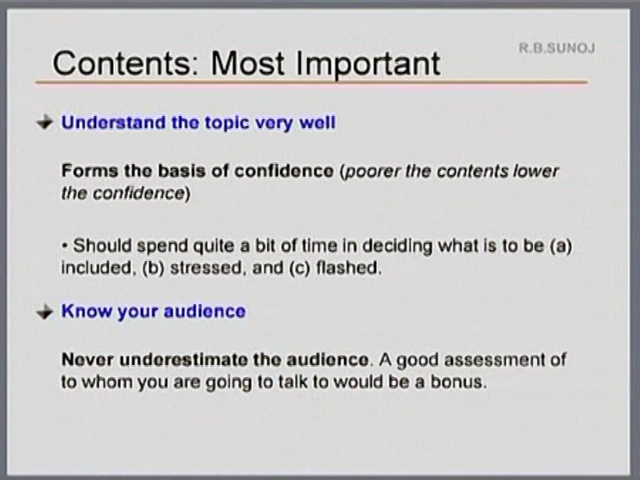 R.B.SUNOJ
Contents: Most Important
Understand the topic very well
Forms the basis of confidence (poorer the contents lower
the confidence)
• Should spend quite a bit of time in deciding what is to be (a)
included, (b) stressed, and (c) flashed.
Know your audience
Never underestimate the audience. A good assessment of
to whom you are going to talk to would be a bonus.